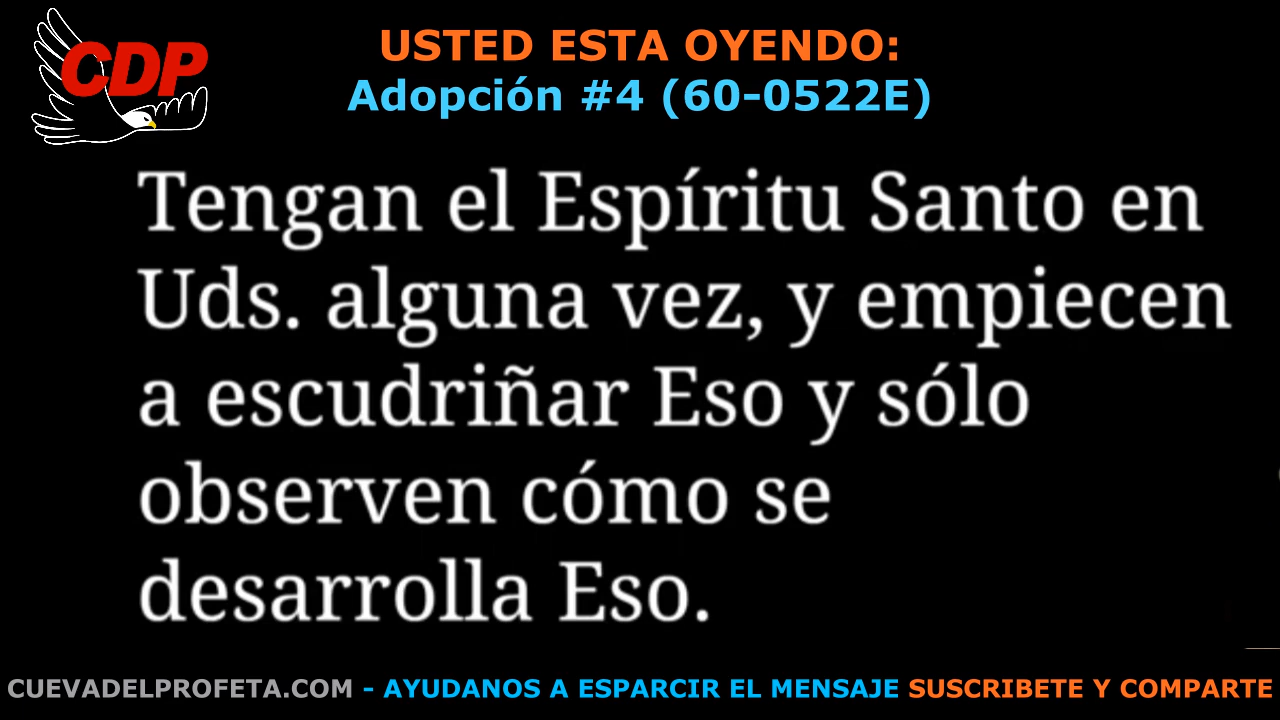 CDP
USTED ESTA OYENDO:
Adopción #4 (60-0522E)
Tengan el Espíritu Santo en
Uds. alguna vez, y empiecen
a escudriñar Eso y sólo
observen cómo se
desarrolla Eso.
CUEVADELPROFETA.COM - AYUDANOS A ESPARCIR EL MENSAJE SUSCRIBETE Y COMPARTE